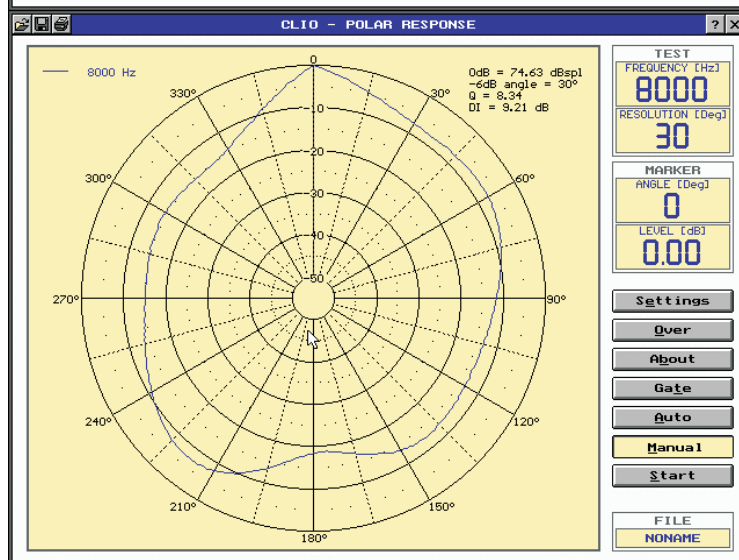 CLIO - POLAR RESPONSE
? X
8000 Hz
0dB = 74.63 dBspl
-6dB angle = 30°
Q = 8.34
DI = 9.21 dB
0
330°
30°
-10
-20
300°
60°
-30
-40
-50
270°
90°
240°
120°
210°
150°
180°
TEST
FREQUENCY [Hz]
8000
RESOLUTION [Deg]
30
MARKER
ANGLE [Deg]
0
LEVEL [dB]
0.00
Settings
Over
About
Gate
Auto
Manual
Start
FILE
NONAME